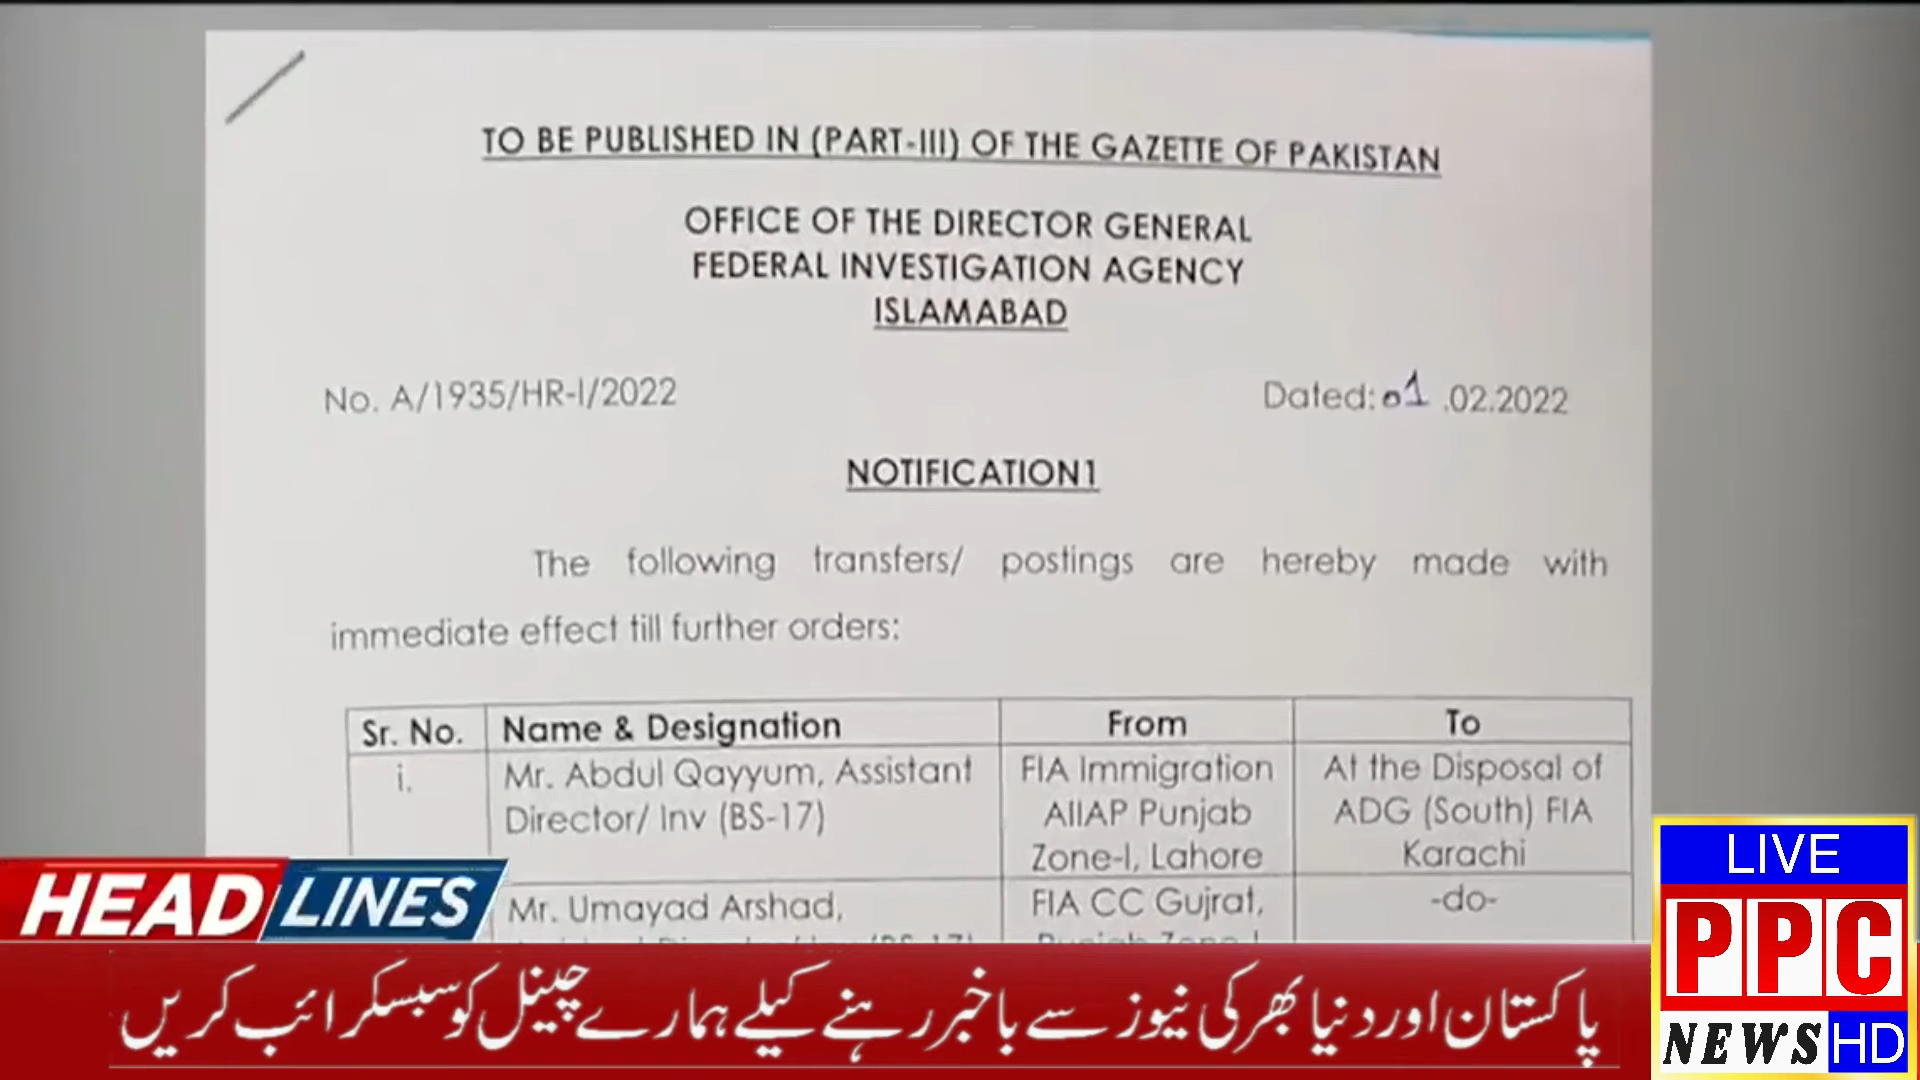 TO BE PUBLISHED IN (PART-III) OF THE GAZETTE OF PAKISTAN
OFFICE OF THE DIRECTOR GENERAL
FEDERAL INVESTIGATION AGENCY
ISLAMABAD
No. A/1935/HR-I/2022 Dated: 01 .02.2022
NOTIFICATION1
The following transfers/ postings are hereby made with
immediate effect till further orders:
Sr. No. Name & Designation From To
i. Mr. Abdul Qayyum, Assistant FIA Immigration At the Disposal of
Director/ Inv (BS-17) AIIAP Punjab ADG (South) FIA
Zone-I, Lahore Karachi
Mr. Umayad Arshad, FIA CC Gujrat, -do-
HEADLINES
پاکستان اور دنیا بھر کی نیوز سے باخبر رہنے کیلے ہمارے چینل کو سبسکرائب کریں
LIVE
PPC
NEWS HD